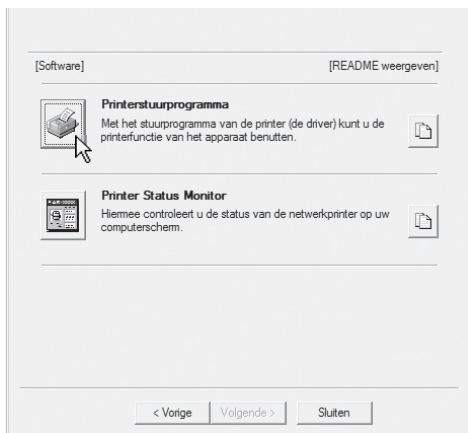 [Software] [README weergeven]
Printerstuurprogramma
Met het stuurprogramma van de printer (de driver) kunt u de
printerfunctie van het apparaat benutten.
Printer Status Monitor
Hiermee controleert u de status van de netwerkprinter op uw
computerscherm.
< Vorige Volgende > Sluiten